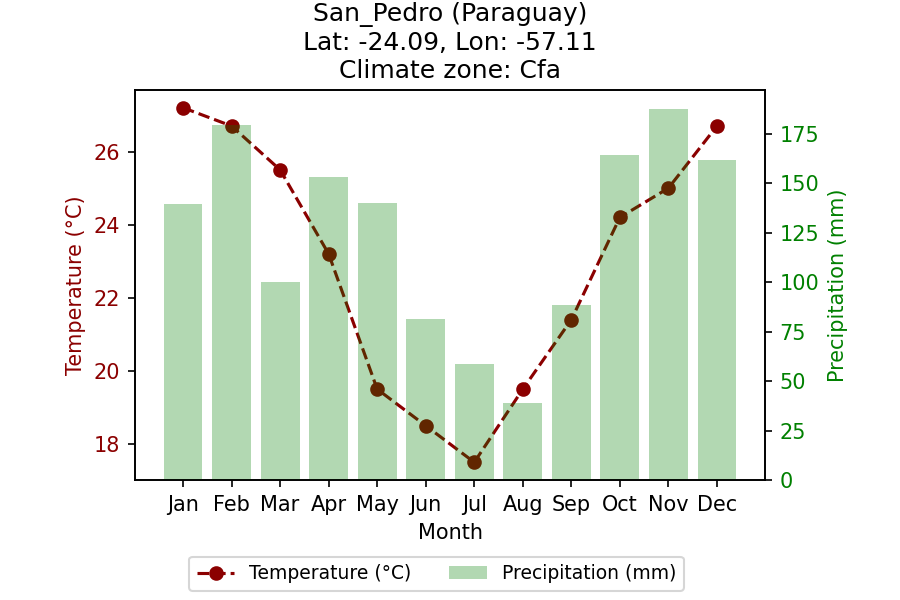 San_Pedro (Paraguay)
Lat: -24.09, Lon: -57.11
Climate zone: Cfa
Temperature (°C)
26
24
22
20
18
175
150
125
100
75
50
25
0
Precipitation (mm)
Jan Feb Mar Apr May Jun Jul Aug Sep Oct Nov Dec
Month
Temperature (°C) Precipitation (mm)